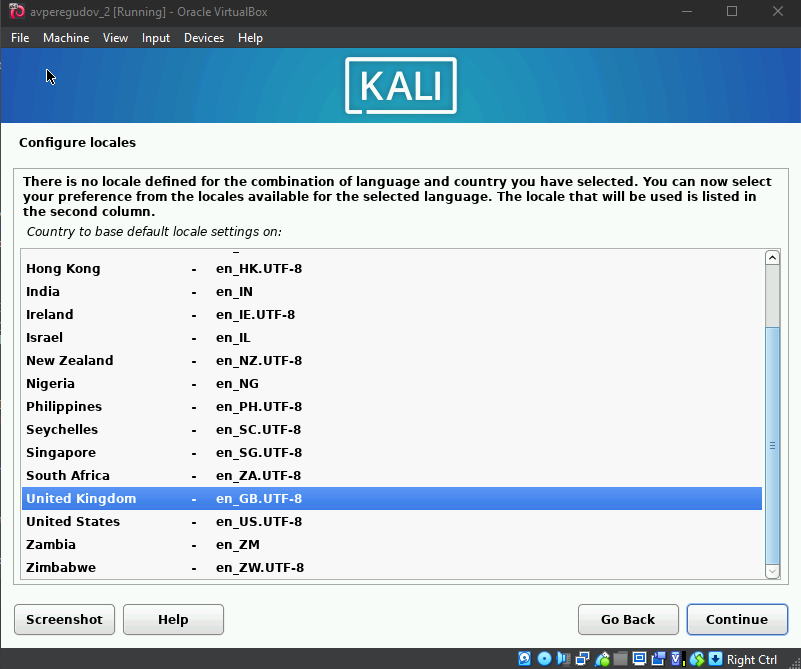 avperegudov_2 [Running] - Oracle VirtualBox
File Machine View Input Devices Help
KALI
Configure locales
There is no locale defined for the combination of language and country you have selected. You can now select
your preference from the locales available for the selected language. The locale that will be used is listed in
the second column.
Country to base default locale settings on:
Hong Kong - en_HK.UTF-8
India - en_IN
Ireland - en_IE.UTF-8
Israel - en_IL
New Zealand - en_NZ.UTF-8
Nigeria - en_NG
Philippines - en_PH.UTF-8
Seychelles - en_SC.UTF-8
Singapore - en_SG.UTF-8
South Africa - en_ZA.UTF-8
United Kingdom - en_GB.UTF-8
United States - en_US.UTF-8
Zambia - en_ZM
Zimbabwe - en_ZW.UTF-8
Screenshot Help Go Back Continue
Right Ctrl